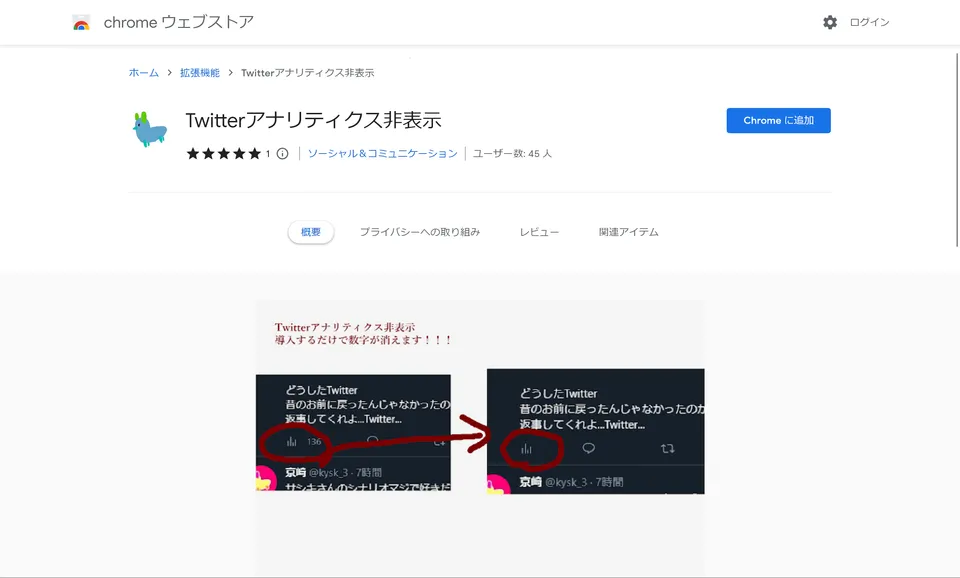 chrome ウェブストア
ログイン
ホーム > 拡張機能 > Twitterアナリティクス非表示
Twitterアナリティクス非表示
Chrome に追加
★★★★★ 1 ソーシャル＆コミュニケーション | ユーザー数: 45 人
概要 プライバシーへの取り組み レビュー 関連アイテム
Twitterアナリティクス非表示
導入するだけで数字が消えます！！！
どうしたTwitter
昔のお前に戻ったんじゃなかったの
返事してくれよ...Twitter...
136
京崎 @kysk_3 · 7時間
サシキさんのシナリオマジで好きだ
どうしたTwitter
昔のお前に戻ったんじゃなかったのか
返事してくれよ...Twitter...
京崎 @kysk_3 · 7時間